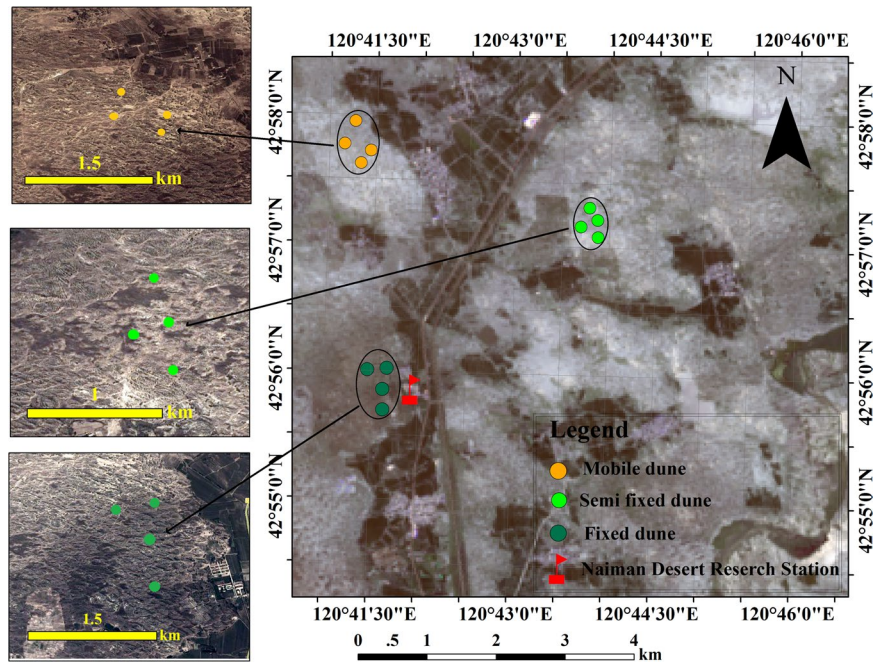 1.5
km
1
km
1.5
km
120°41'30"E 120°43'0"E 120°44'30"E 120°46'0"E
42°58'0"N
42°57'0"N
42°56'0"N
42°55'0"N
42°58'0"N
42°57'0"N
42°56'0"N
42°55'0"N
N
Legend
Mobile dune
Semi fixed dune
Fixed dune
Naiman Desert Reserch Station
120°41'30"E 120°43'0"E 120°44'30"E 120°46'0"E
0 .5 1 2 3 4
km